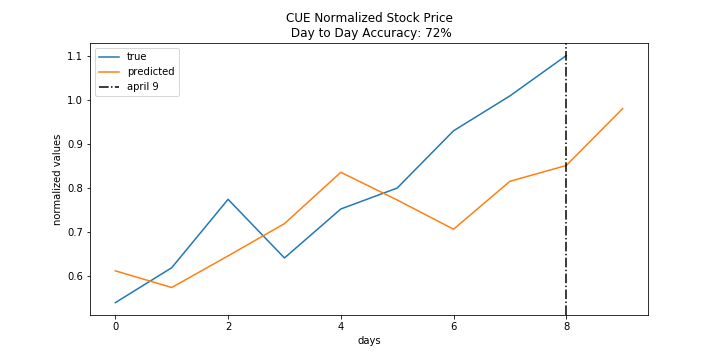 CUE Normalized Stock Price
Day to Day Accuracy: 72%
true
predicted
april 9
normalized values
1.1
1.0
0.9
0.8
0.7
0.6
0 2 4 6 8
days